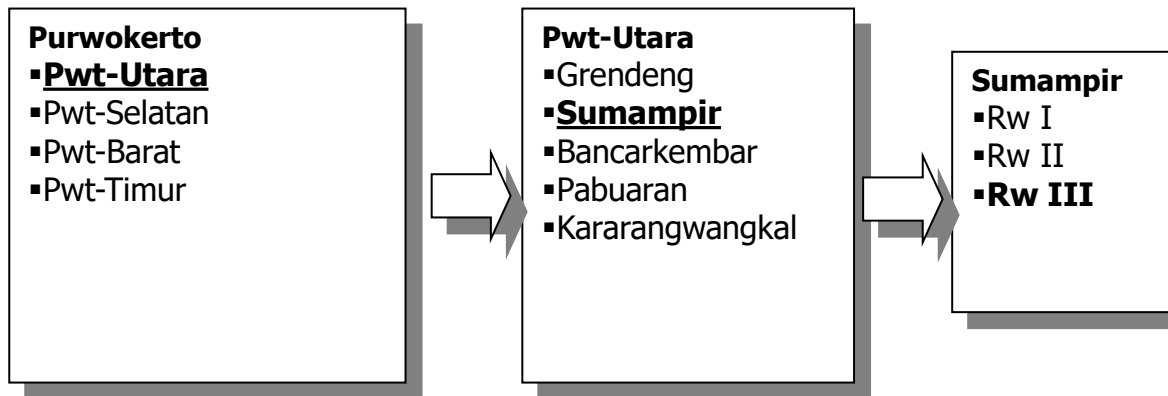 Purwokerto
▪Pwt-Utara
▪Pwt-Selatan
▪Pwt-Barat
▪Pwt-Timur
Pwt-Utara
▪Grendeng
▪Sumampir
▪Bancarkembar
▪Pabuaran
▪Kararangwangkal
Sumampir
▪Rw I
▪Rw II
▪Rw III